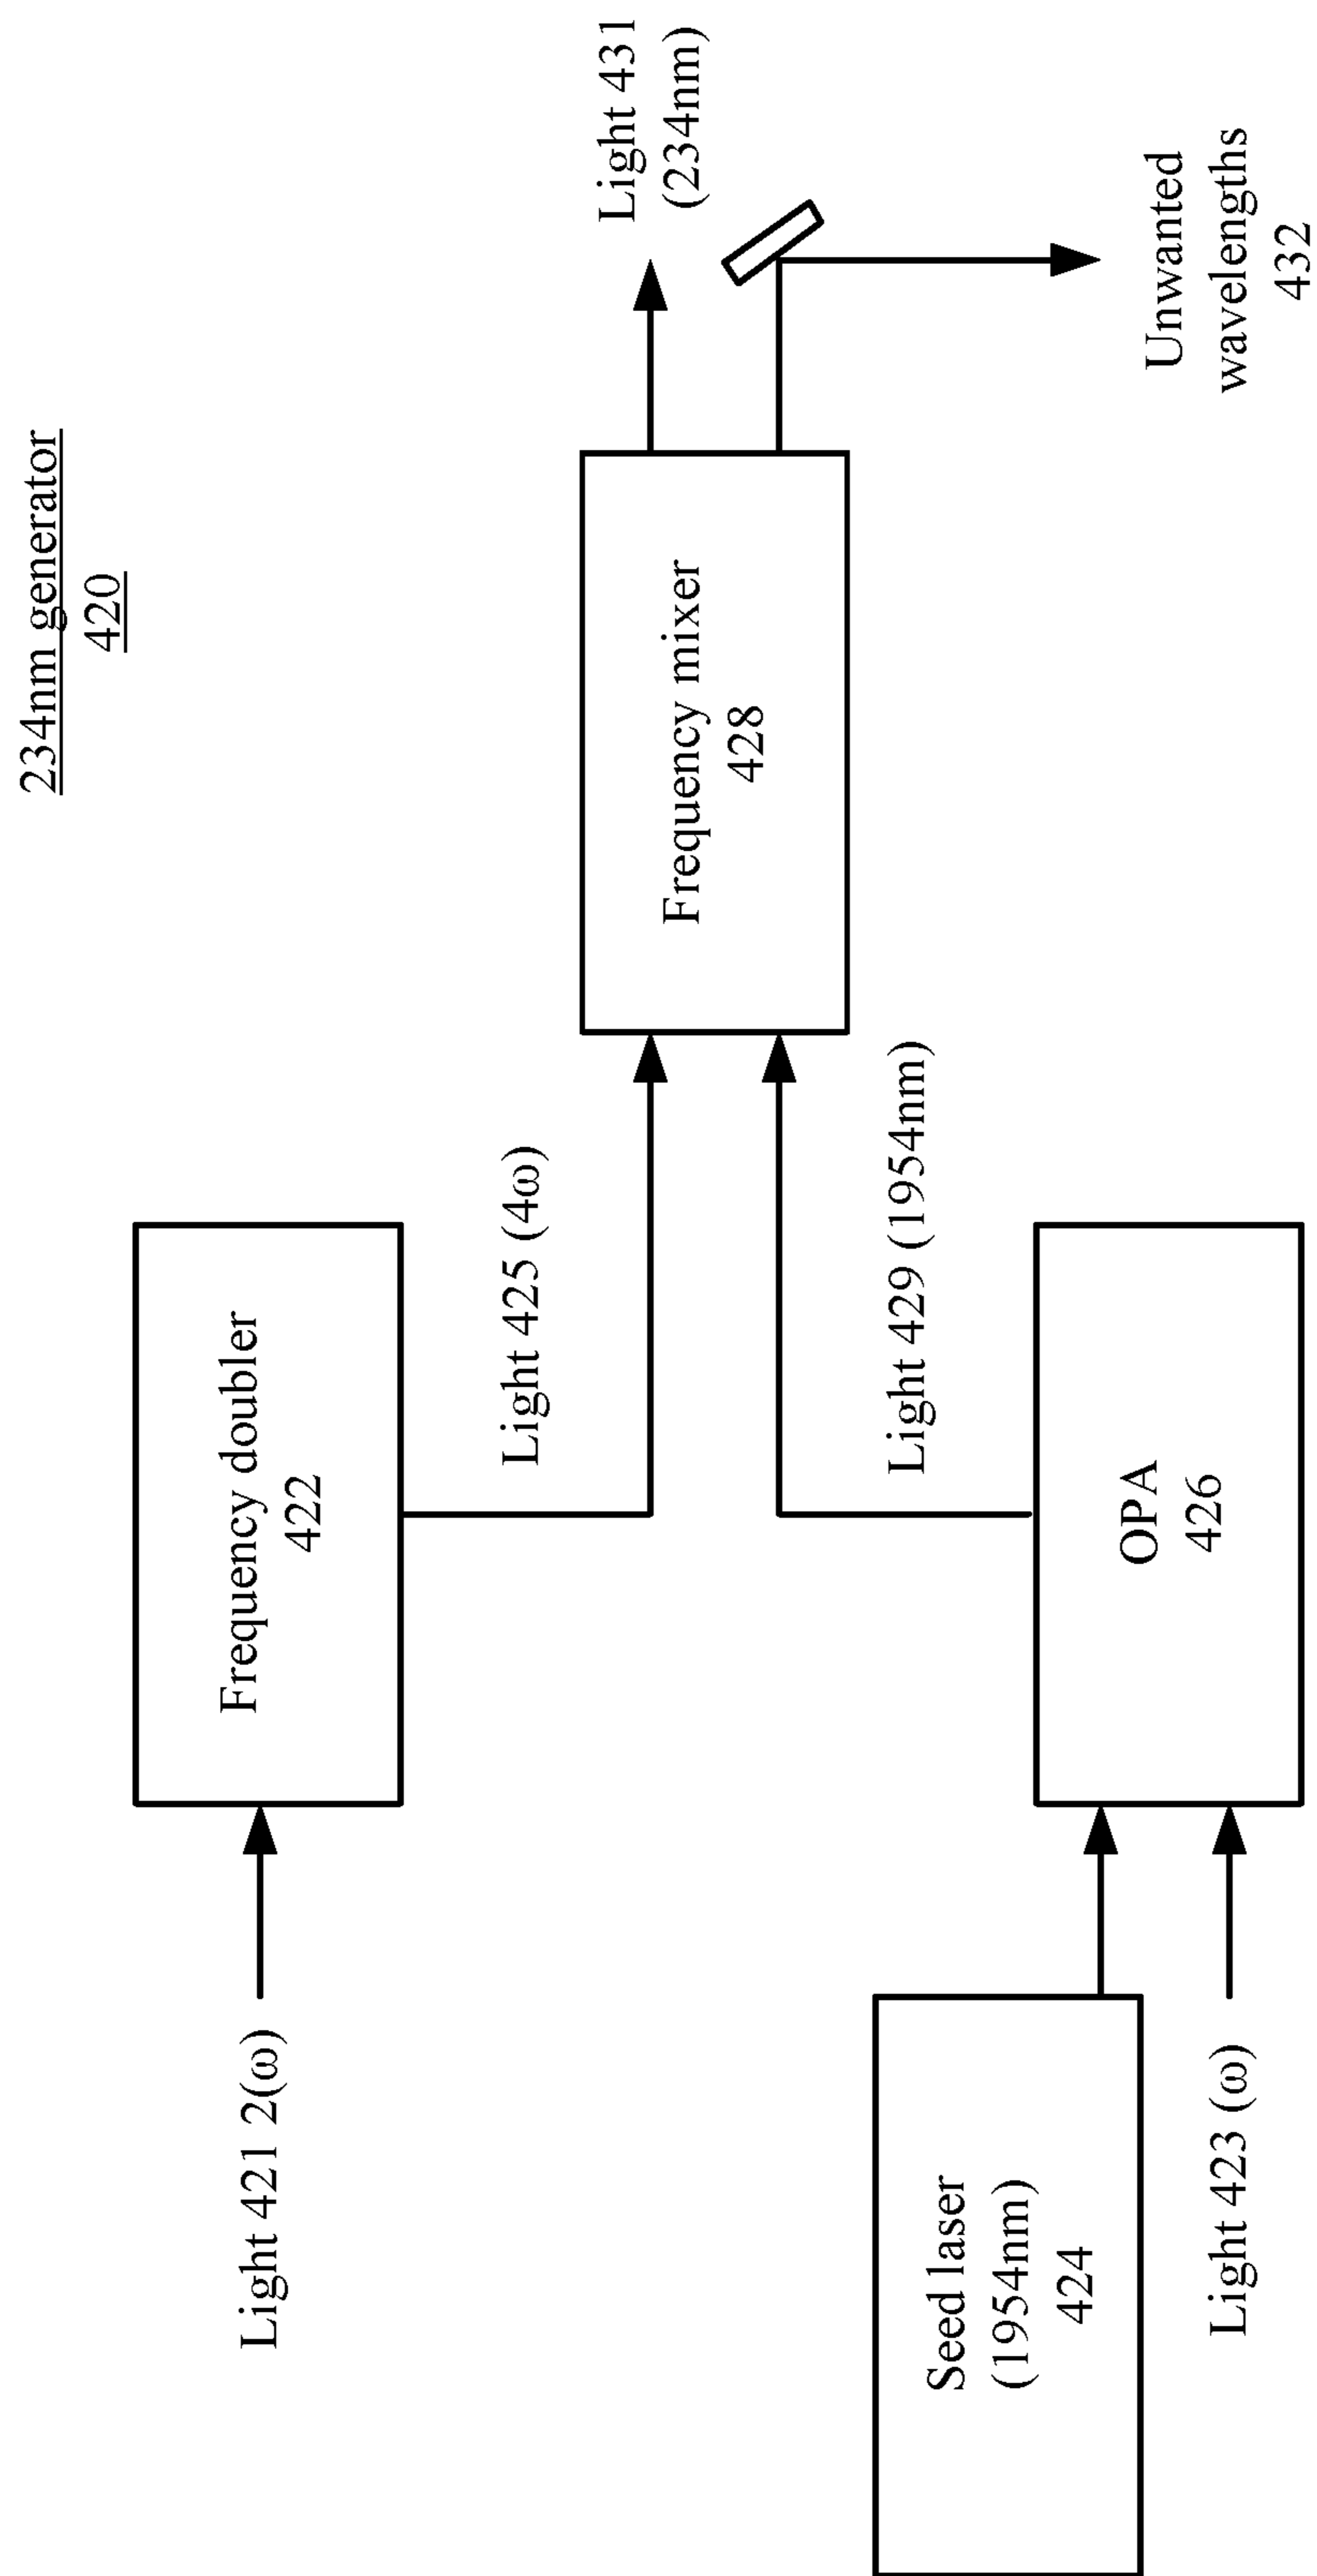 234nm generator
420
Light 421 2(ω)
Frequency doubler
422
Light 425 (4ω)
Seed laser
(1954nm)
424
Light 423 (ω)
OPA
426
Light 429 (1954nm)
Frequency mixer
428
Light 431
(234nm)
Unwanted
wavelengths
432